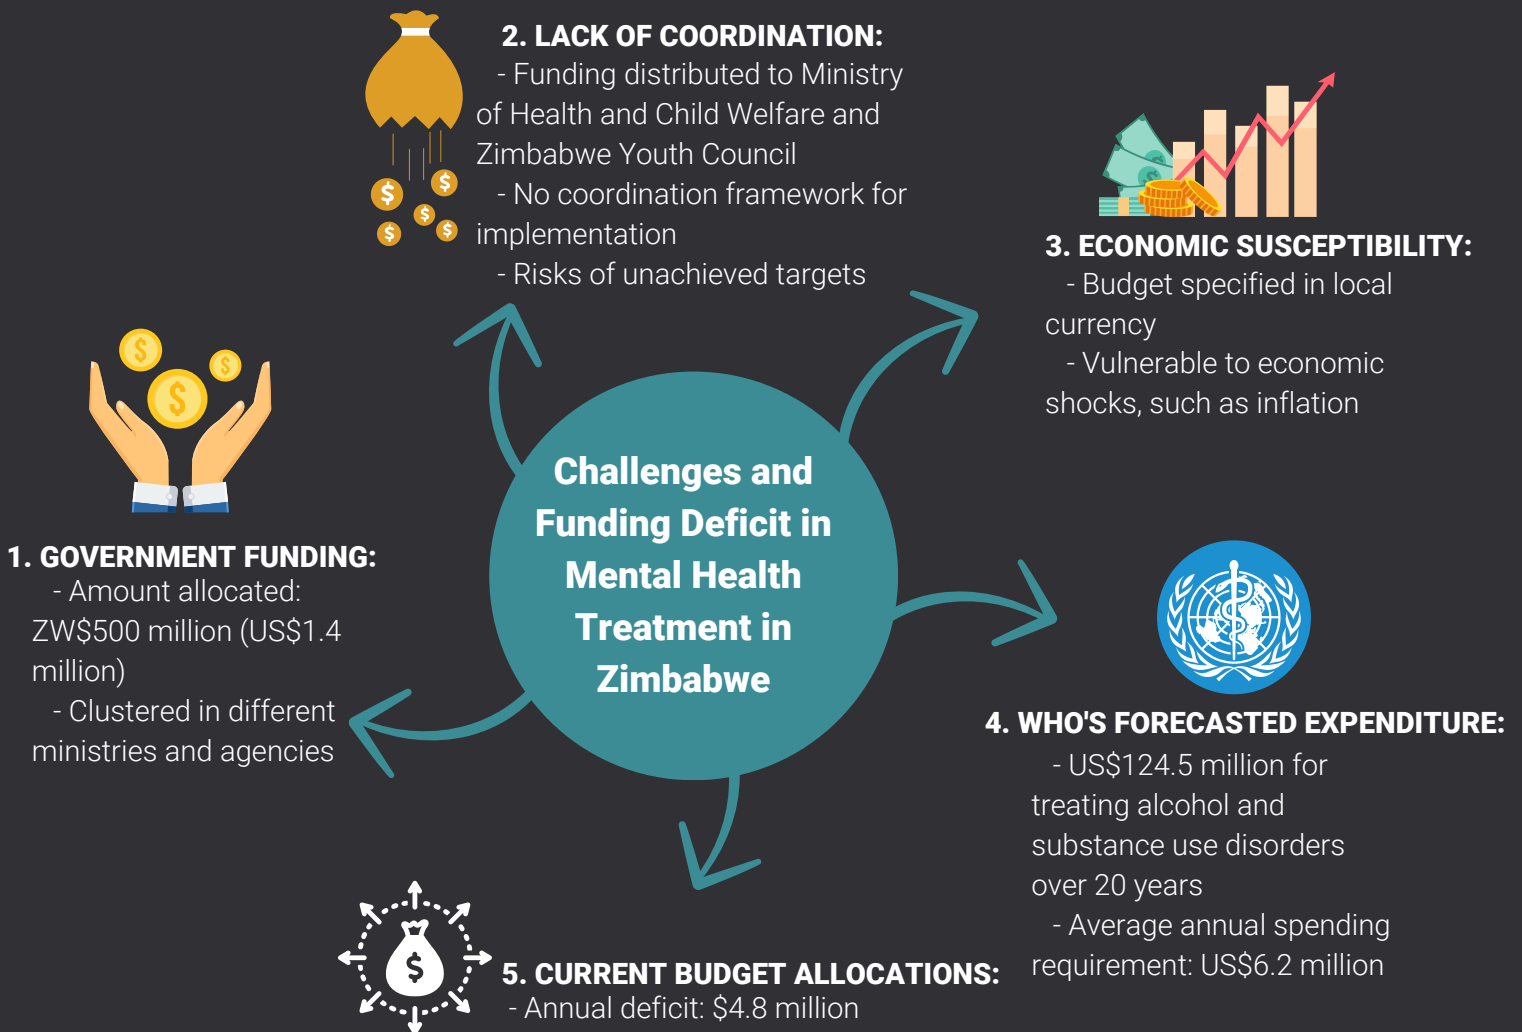 Challenges and
Funding Deficit in
Mental Health
Treatment in
Zimbabwe
1. GOVERNMENT FUNDING:
- Amount allocated:
ZW$500 million (US$1.4
million)
- Clustered in different
ministries and agencies
2. LACK OF COORDINATION:
- Funding distributed to Ministry
of Health and Child Welfare and
Zimbabwe Youth Council
- No coordination framework for
implementation
- Risks of unachieved targets
3. ECONOMIC SUSCEPTIBILITY:
- Budget specified in local
currency
- Vulnerable to economic
shocks, such as inflation
4. WHO'S FORECASTED EXPENDITURE:
- US$124.5 million for
treating alcohol and
substance use disorders
over 20 years
- Average annual spending
requirement: US$6.2 million
5. CURRENT BUDGET ALLOCATIONS:
- Annual deficit: $4.8 million